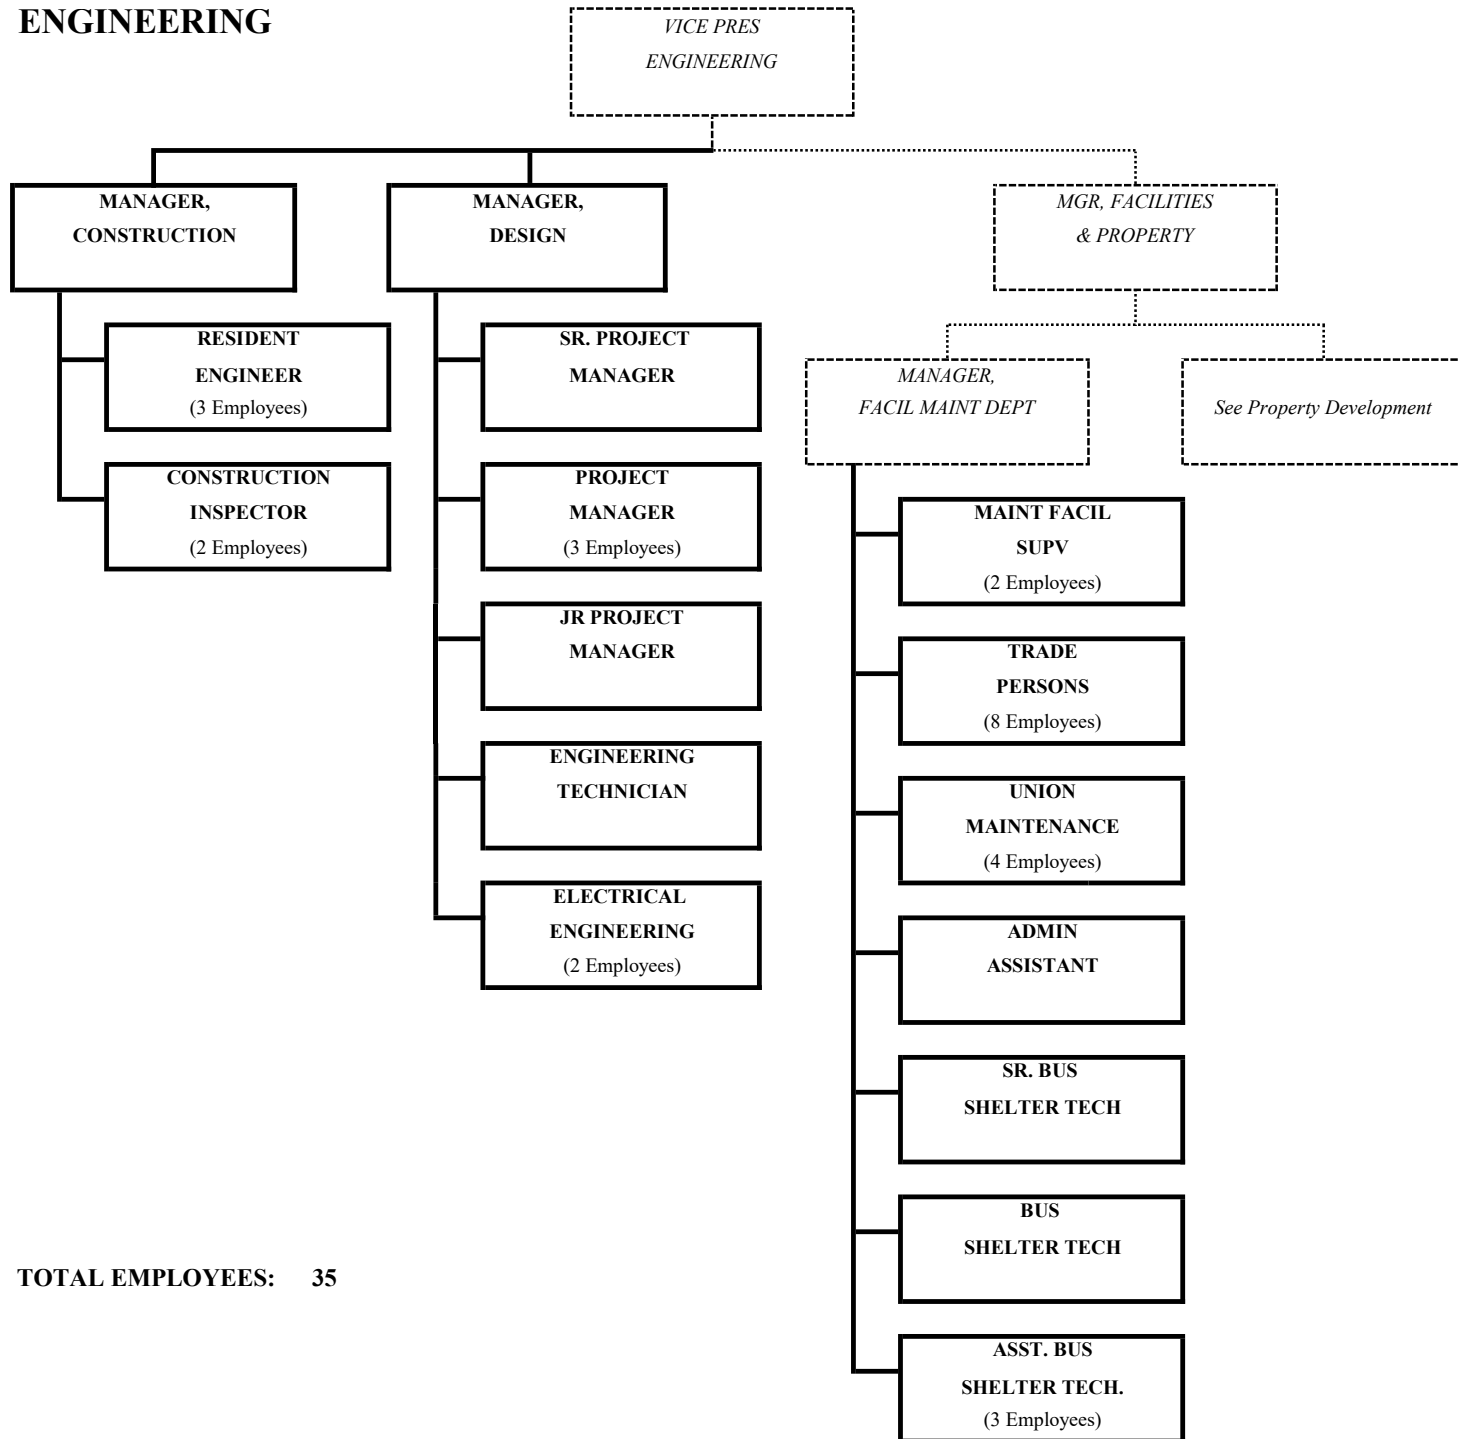 ENGINEERING
VICE PRES
ENGINEERING
MANAGER,
CONSTRUCTION
RESIDENT
ENGINEER
(3 Employees)
CONSTRUCTION
INSPECTOR
(2 Employees)
MANAGER,
DESIGN
SR. PROJECT
MANAGER
PROJECT
MANAGER
(3 Employees)
JR PROJECT
MANAGER
ENGINEERING
TECHNICIAN
ELECTRICAL
ENGINEERING
(2 Employees)
MGR, FACILITIES
& PROPERTY
MANAGER,
FACIL MAINT DEPT
See Property Development
MAINT FACIL
SUPV
(2 Employees)
TRADE
PERSONS
(8 Employees)
UNION
MAINTENANCE
(4 Employees)
ADMIN
ASSISTANT
SR. BUS
SHELTER TECH
BUS
SHELTER TECH
ASST. BUS
SHELTER TECH.
(3 Employees)
TOTAL EMPLOYEES: 35